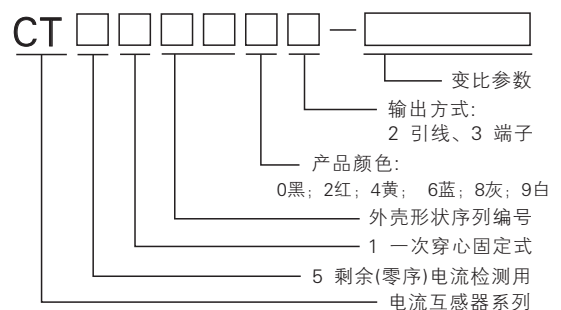 CT —
变比参数
输出方式:
2 引线、3 端子
产品颜色:
0黑; 2红; 4黄; 6蓝; 8灰; 9白
外壳形状序列编号
1 一次穿心固定式
5 剩余(零序)电流检测用
电流互感器系列